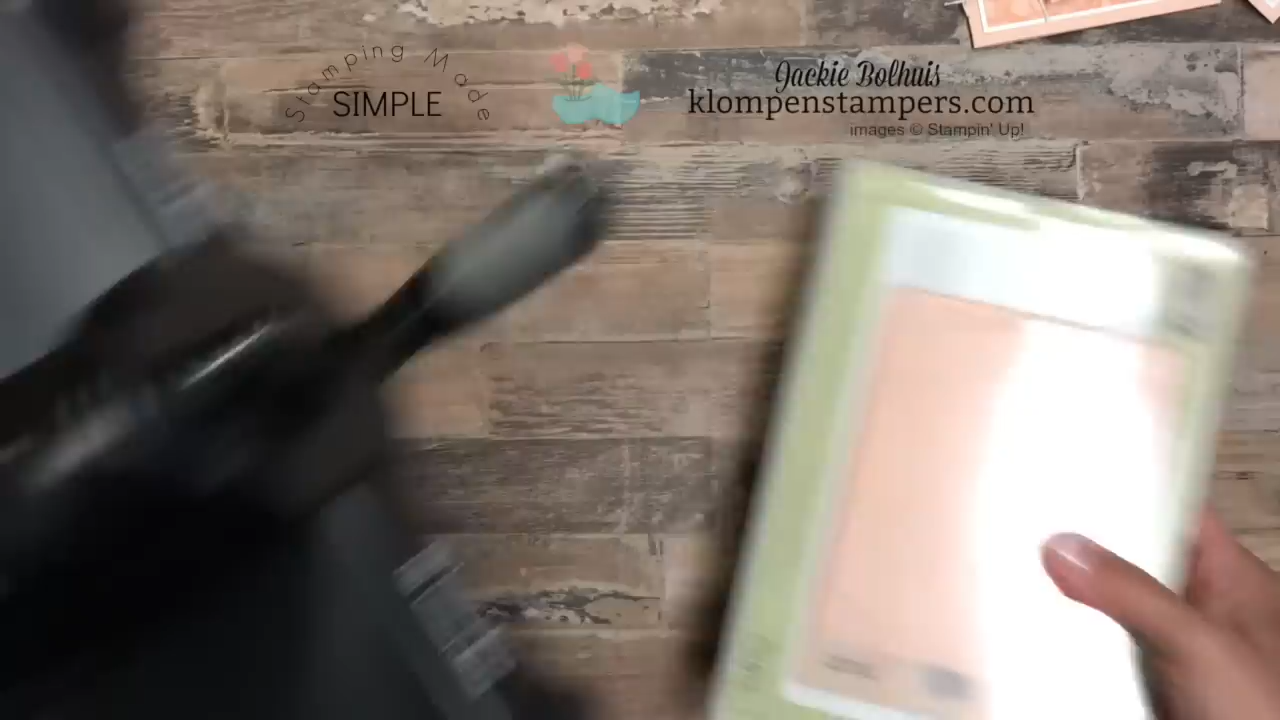 Stamping Made
SIMPLE
Jackie Bolhuis
klompenstampers.com
images © Stampin' Up!